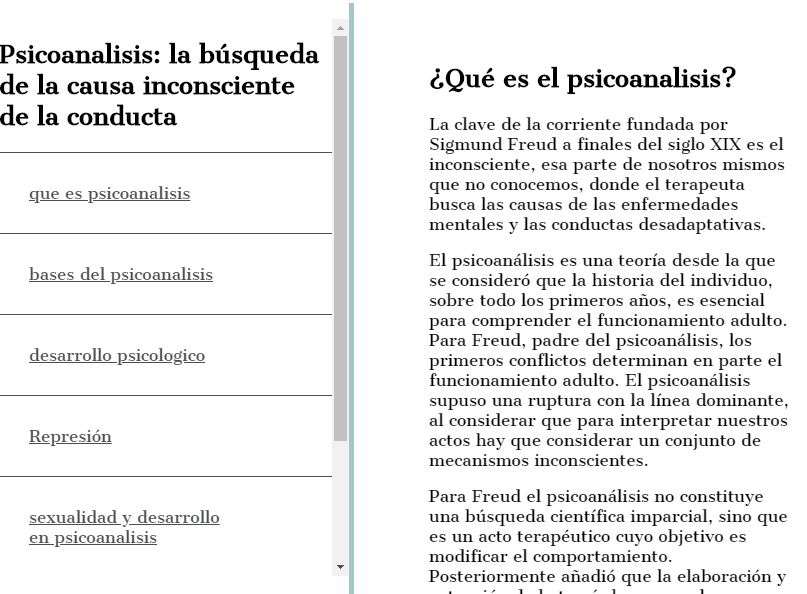 Psicoanalisis: la búsqueda
de la causa inconsciente
de la conducta
que es psicoanalisis
bases del psicoanalisis
desarrollo psicologico
Represión
sexualidad y desarrollo
en psicoanalisis
¿Qué es el psicoanalisis?
La clave de la corriente fundada por
Sigmund Freud a finales del siglo XIX es el
inconsciente, esa parte de nosotros mismos
que no conocemos, donde el terapeuta
busca las causas de las enfermedades
mentales y las conductas desadaptativas.
El psicoanálisis es una teoría desde la que
se consideró que la historia del individuo,
sobre todo los primeros años, es esencial
para comprender el funcionamiento adulto.
Para Freud, padre del psicoanálisis, los
primeros conflictos determinan en parte el
funcionamiento adulto. El psicoanálisis
supuso una ruptura con la línea dominante,
al considerar que para interpretar nuestros
actos hay que considerar un conjunto de
mecanismos inconscientes.
Para Freud el psicoanálisis no constituye
una búsqueda científica imparcial, sino que
es un acto terapéutico cuyo objetivo es
modificar el comportamiento.
Posteriormente añadió que la elaboración y